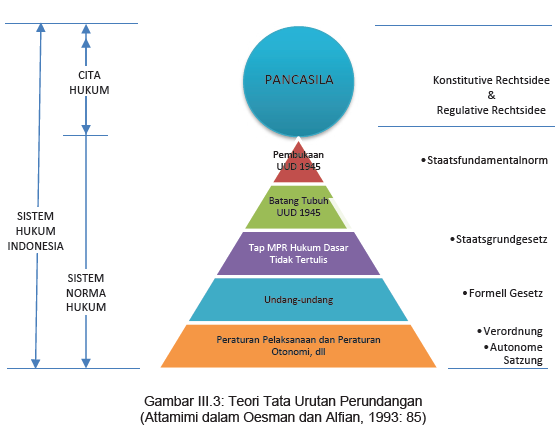 CITA
HUKUM
SISTEM
HUKUM
INDONESIA
SISTEM
NORMA
HUKUM
PANCASILA
Pembukaan
UUD 1945
Batang Tubuh
UUD 1945
Tap MPR Hukum Dasar
Tidak Tertulis
Undang-undang
Peraturan Pelaksanaan dan Peraturan
Otonomi, dll
Konstitutive Rechtsidee
&
Regulative Rechtsidee
•Staatsfundamentalnorm
•Staatsgrundgesetz
•Formell Gesetz
•Verordnung
•Autonome
Satzung
Gambar III.3: Teori Tata Urutan Perundangan
(Attamimi dalam Oesman dan Alfian, 1993: 85)